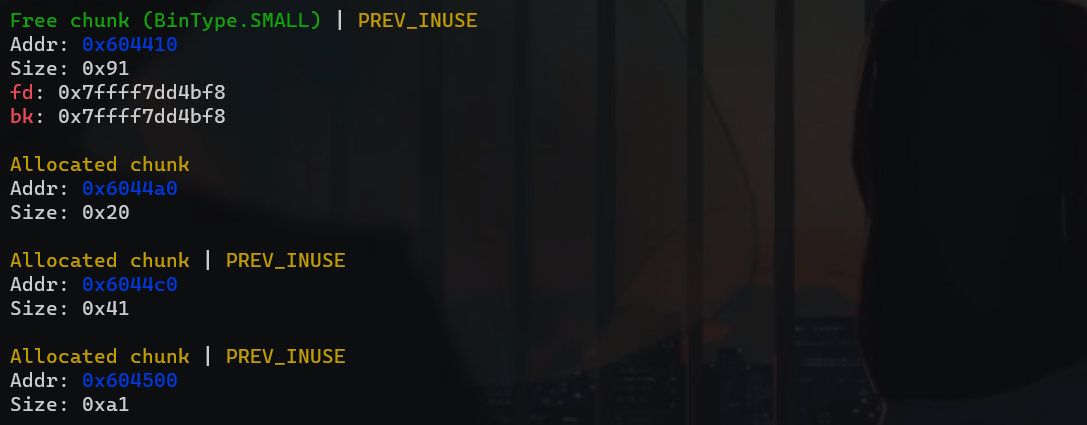 Free chunk (BinType.SMALL) | PREV_INUSE
Addr: 0x604410
Size: 0x91
fd: 0x7ffff7dd4bf8
bk: 0x7ffff7dd4bf8
Allocated chunk
Addr: 0x6044a0
Size: 0x20
Allocated chunk | PREV_INUSE
Addr: 0x6044c0
Size: 0x41
Allocated chunk | PREV_INUSE
Addr: 0x604500
Size: 0xa1